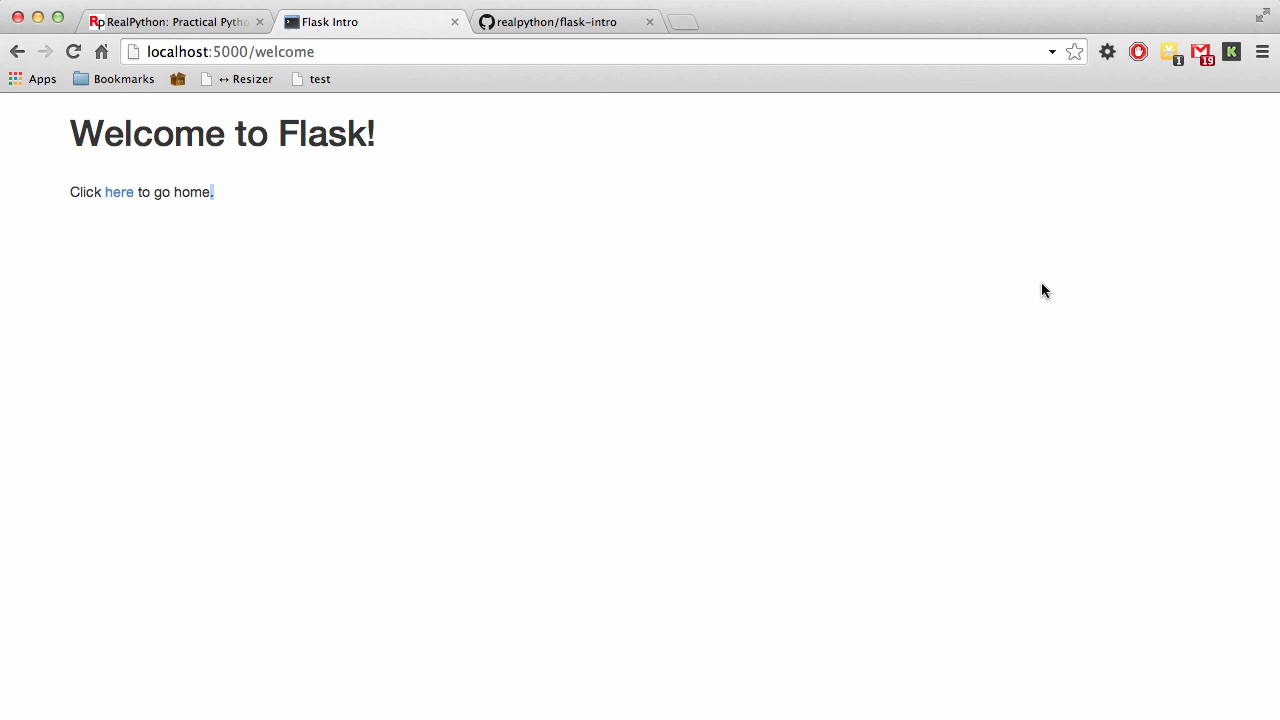 RealPython: Practical Pytho
Flask Intro
realpython/flask-intro
localhost:5000/welcome
1
19
K
Apps
Bookmarks
↔ Resizer
test
Welcome to Flask!
Click here to go home.